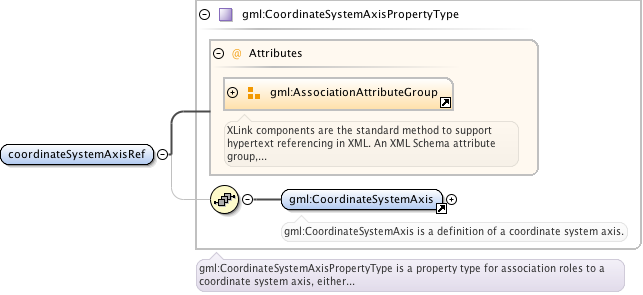 gml:CoordinateSystemAxisPropertyType
@ Attributes
gml:AssociationAttributeGroup
XLink components are the standard method to support
hypertext referencing in XML. An XML Schema attribute
group,...
coordinateSystemAxisRef
gml:CoordinateSystemAxis
gml:CoordinateSystemAxis is a definition of a coordinate system axis.
gml:CoordinateSystemAxisPropertyType is a property type for association roles to a
coordinate system axis, either...